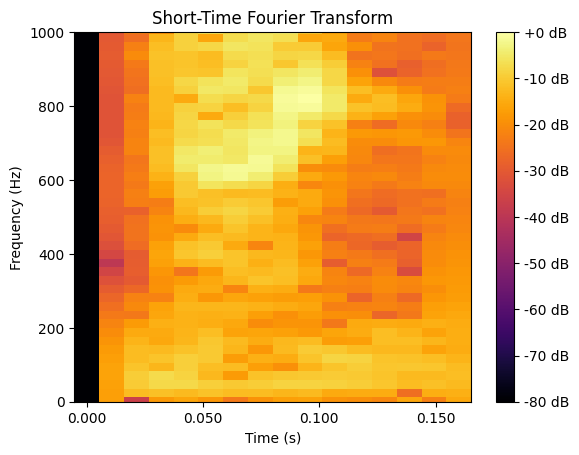 Short-Time Fourier Transform
1000
800
600
400
200
0
Frequency (Hz)
0.000
0.050
0.100
0.150
Time (s)
+0 dB
-10 dB
-20 dB
-30 dB
-40 dB
-50 dB
-60 dB
-70 dB
-80 dB